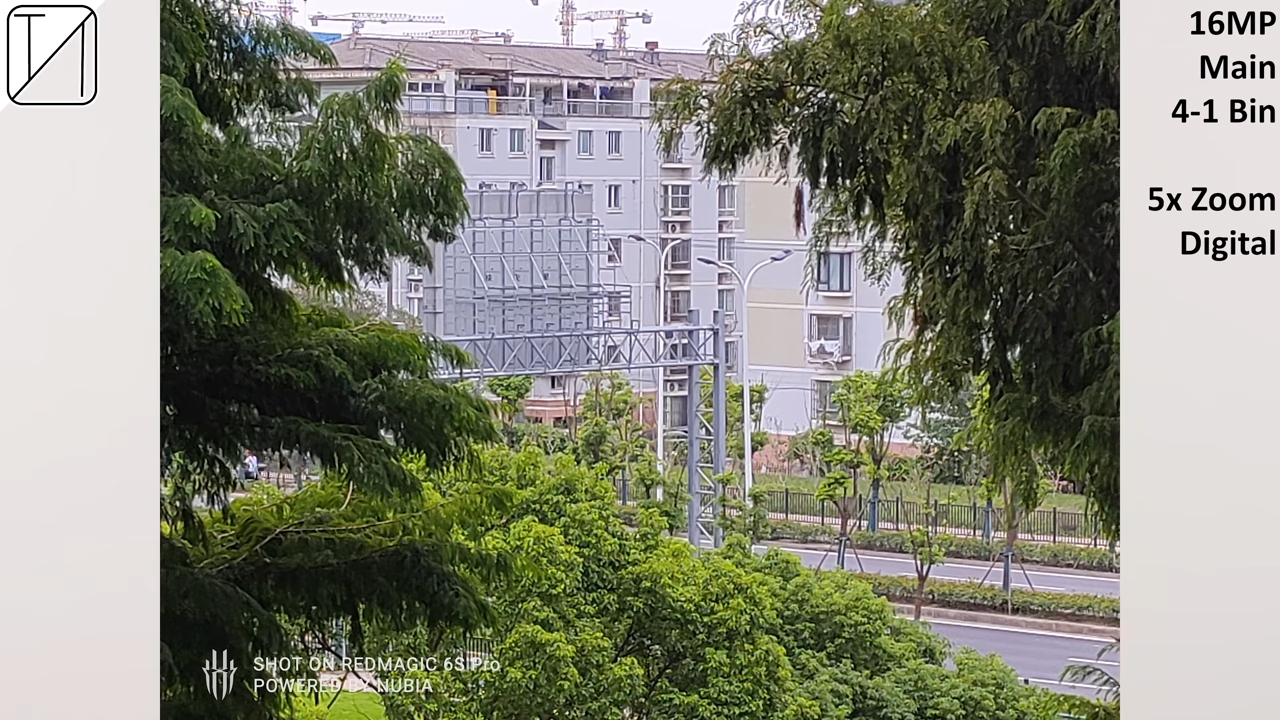 16MP
Main
4-1 Bin
5x Zoom
Digital
SHOT ON REDMAGIC 6S Pro
POWERED BY NUBIA